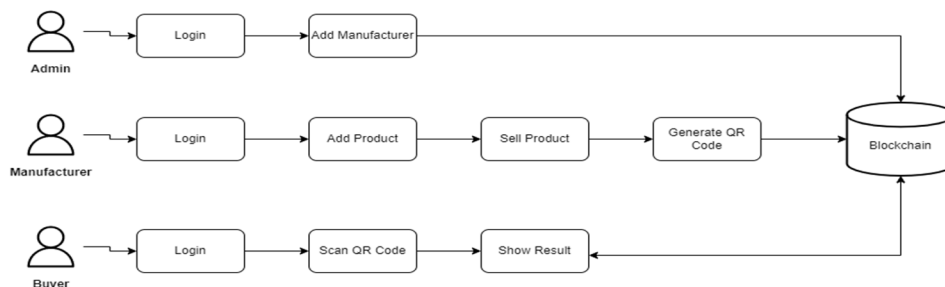 Login
Add Manufacturer
Admin
Login
Add Product
Sell Product
Generate QR
Code
Blockchain
Manufacturer
Login
Scan QR Code
Show Result
Buyer